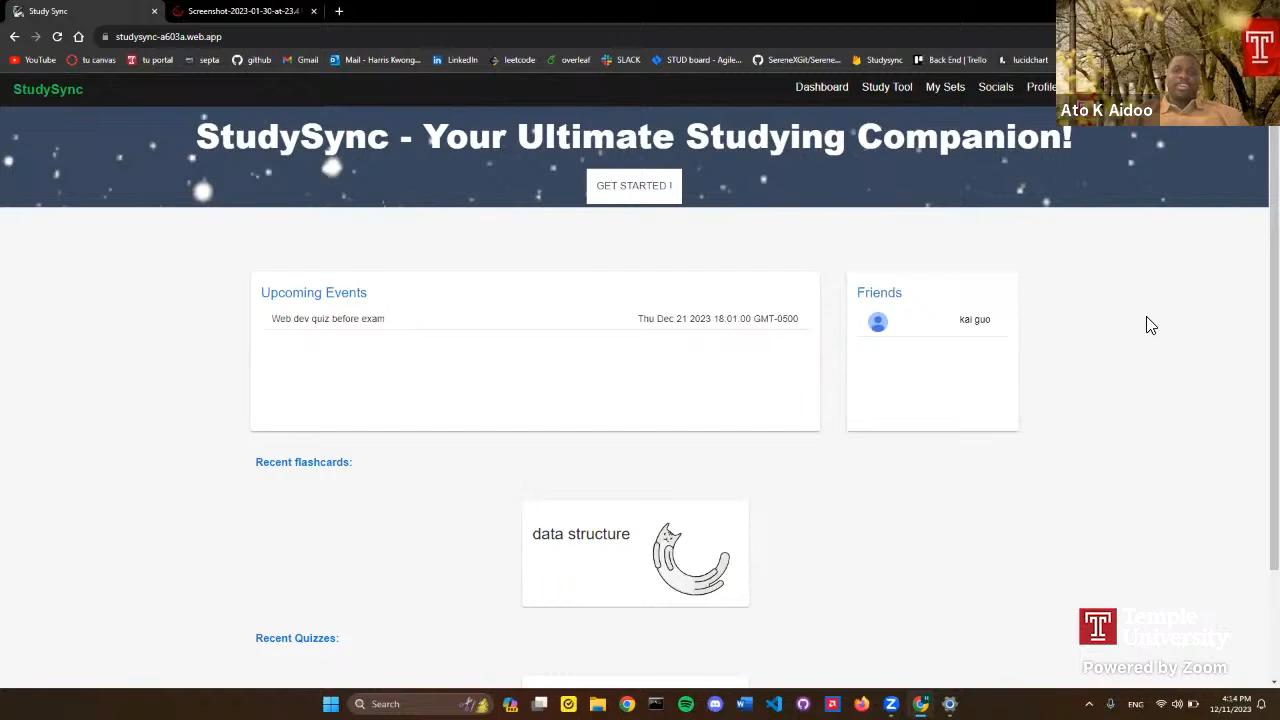 Study Sync
Screenshot-2023-01-30-at-23.4
studysync-a603a.web.app
YouTube
tu canvas
tu portal
septa
github
Gmail
Mail - Harris Kwong...
LinkedIn
leetcode
overleaf
SLACK
STUD board - Agile...
SereneXGit/Serene...
Studysync
Back End | Trello
lucidchart
StudySync
Dashboard
Study Tool
My Sets
Socials
Profile
Ato K Aidoo
StudySync - Your Ultimate Studying Companion!
GET STARTED !
Upcoming Events
Web dev quiz before exam
Thu Dec 21 2023 18:01:00 GMT-0500
Friends
kai guo
Recent flashcards:
data structure
Recent Quizzes:
Temple
University
Powered by Zoom
Search
ENG
4:14 PM
12/11/2023